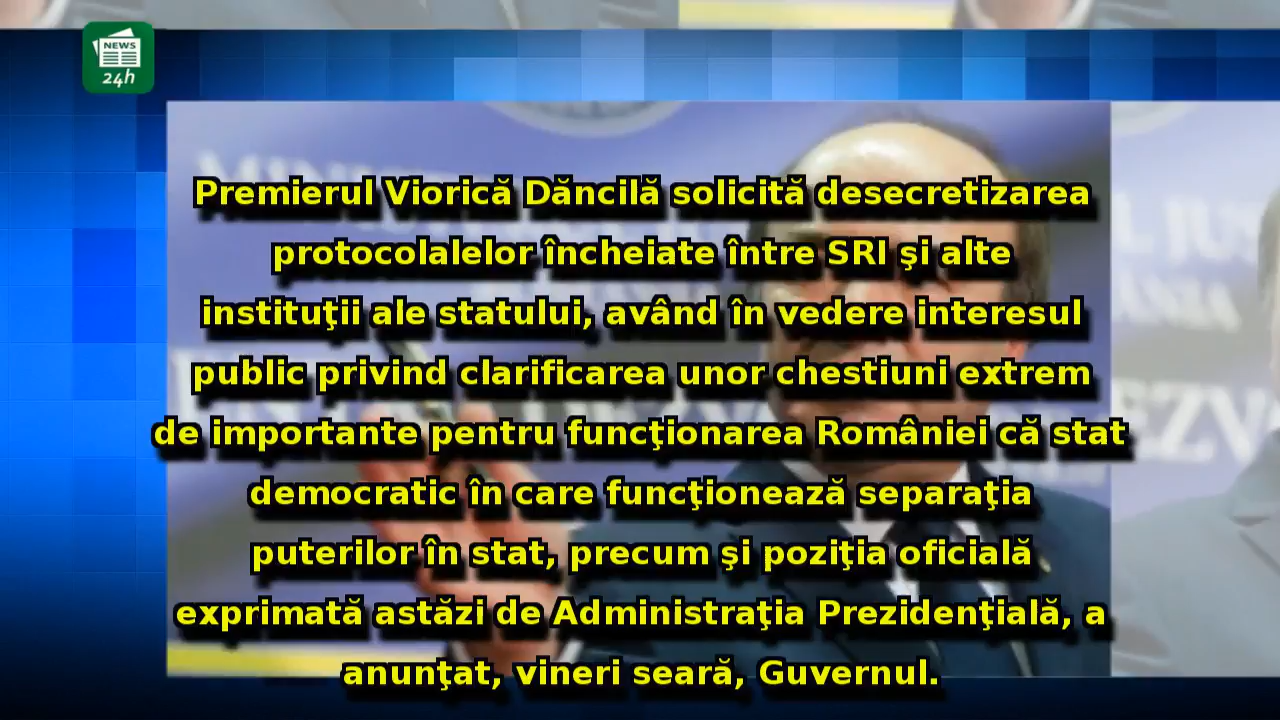 NEWS
24h
Premierul Viorică Dăncilă solicită desecretizarea
protocolalelor încheiate între SRI şi alte
instituţii ale statului, având în vedere interesul
public privind clarificarea unor chestiuni extrem
de importante pentru funcţionarea României că stat
democratic în care funcţionează separaţia
puterilor în stat, precum şi poziţia oficială
exprimată astăzi de Administraţia Prezidenţială, a
anunţat, vineri seară, Guvernul.